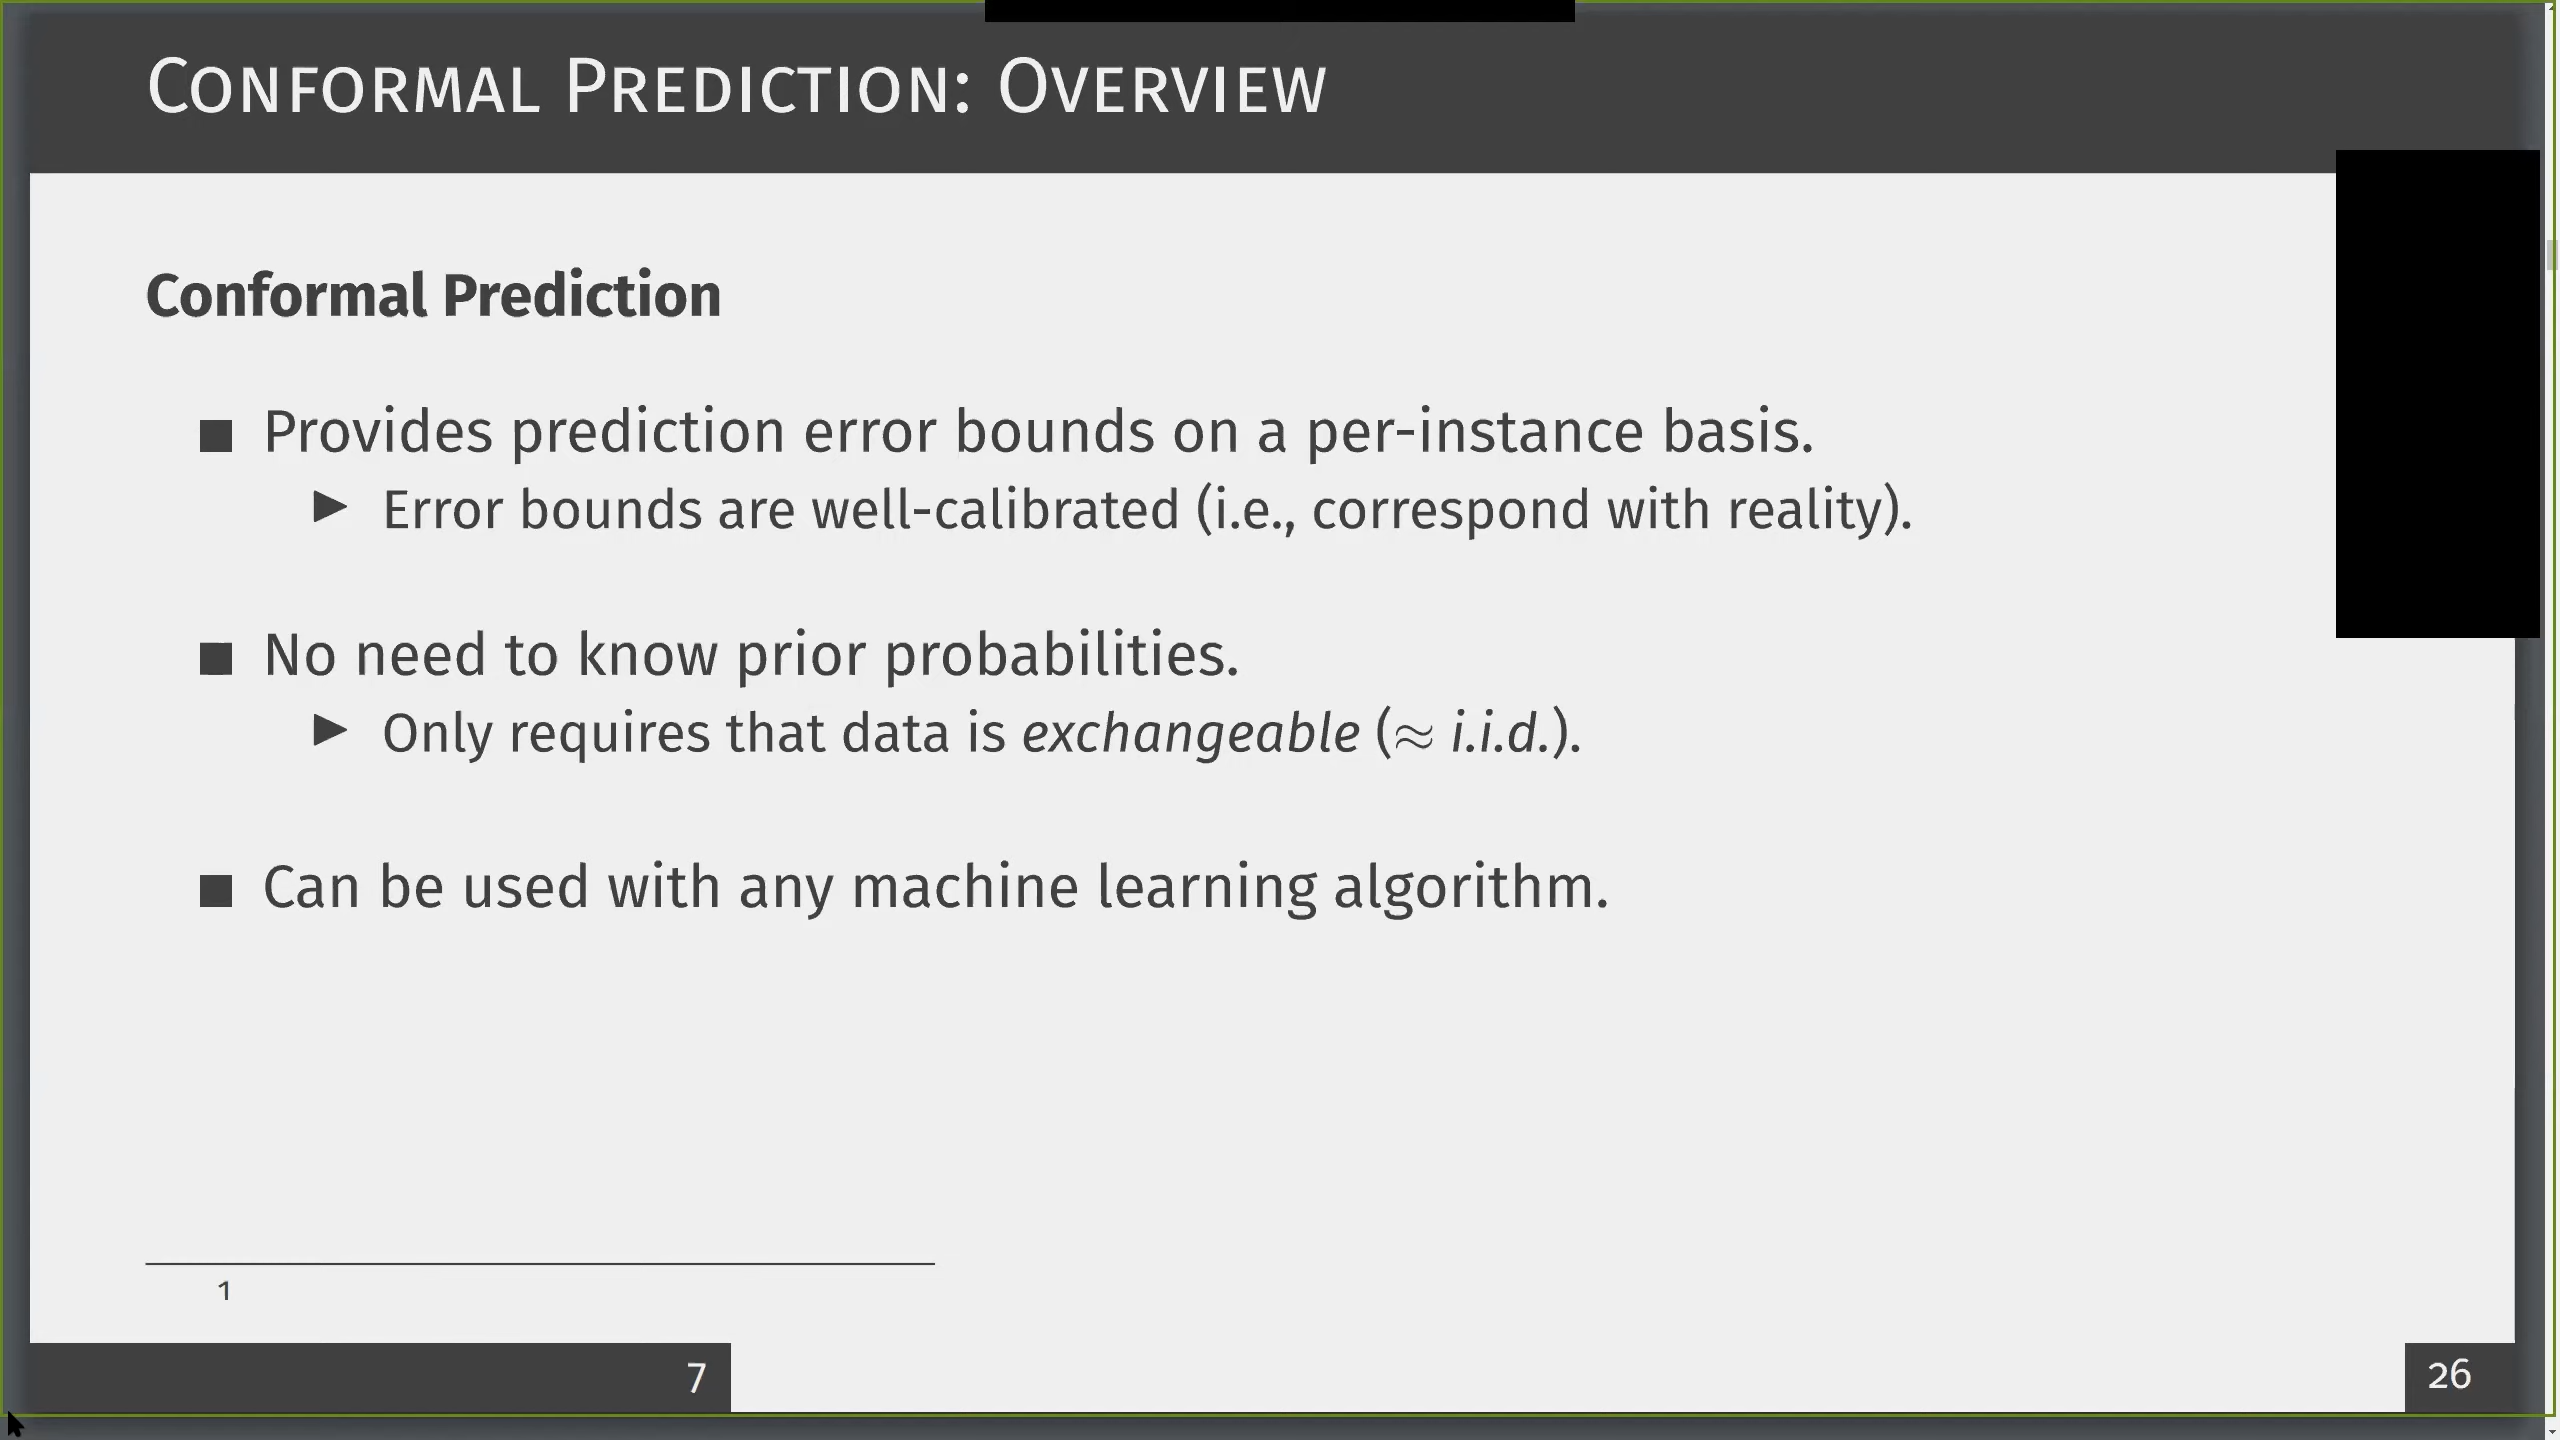 Conformal Prediction: Overview
Conformal Prediction
■ Provides prediction error bounds on a per-instance basis.
▶ Error bounds are well-calibrated (i.e., correspond with reality).
■ No need to know prior probabilities.
▶ Only requires that data is exchangeable (≈ i.i.d.).
■ Can be used with any machine learning algorithm.
1
7
26